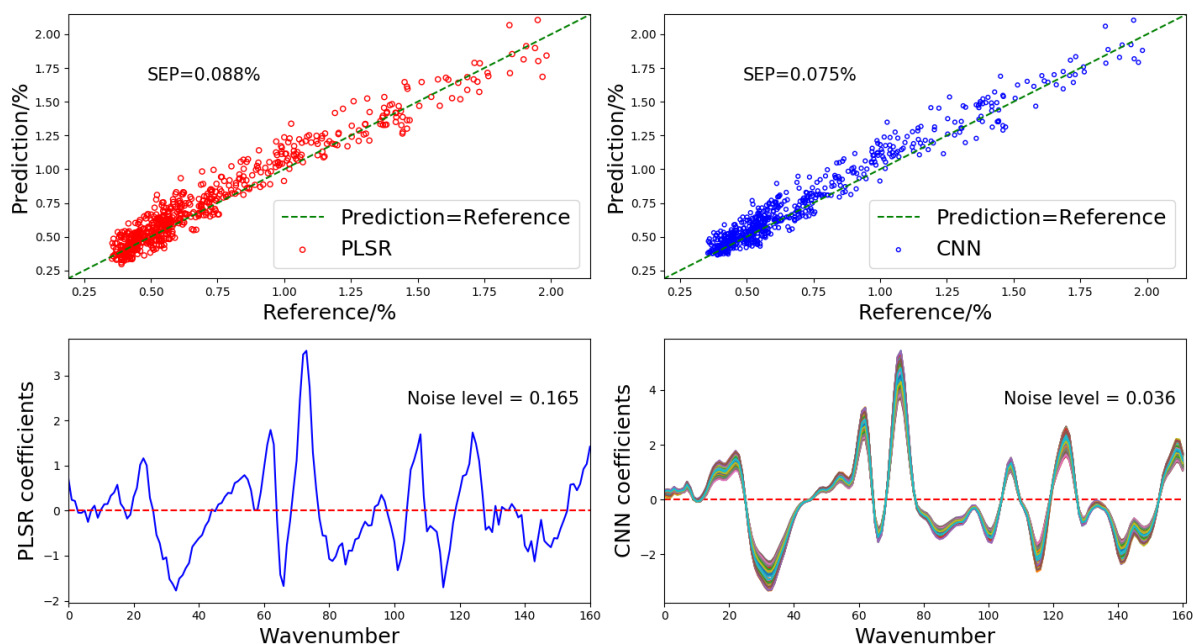 SEP=0.088%
Prediction/%
2.00
1.75
1.50
1.25
1.00
0.75
0.50
0.25
Prediction=Reference
PLSR
0.25 0.50 0.75 1.00 1.25 1.50 1.75 2.00
Reference/%
SEP=0.075%
Prediction/%
2.00
1.75
1.50
1.25
1.00
0.75
0.50
0.25
Prediction=Reference
CNN
0.25 0.50 0.75 1.00 1.25 1.50 1.75 2.00
Reference/%
Noise level = 0.165
PLSR coefficients
3
2
1
0
−1
−2
0 20 40 60 80 100 120 140 160
Wavenumber
Noise level = 0.036
CNN coefficients
4
2
0
−2
0 20 40 60 80 100 120 140 160
Wavenumber